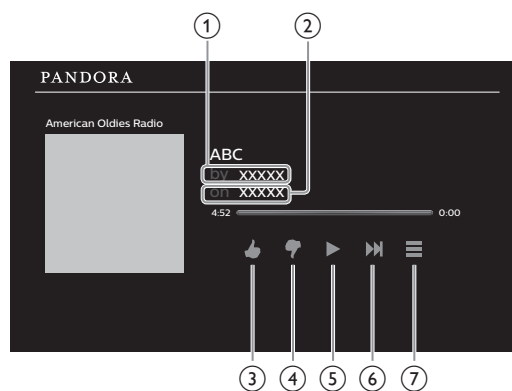 ① ②
PANDORA
American Oldies Radio
ABC
by XXXXX
on XXXXX
4:52 0:00
③ ④ ⑤ ⑥ ⑦